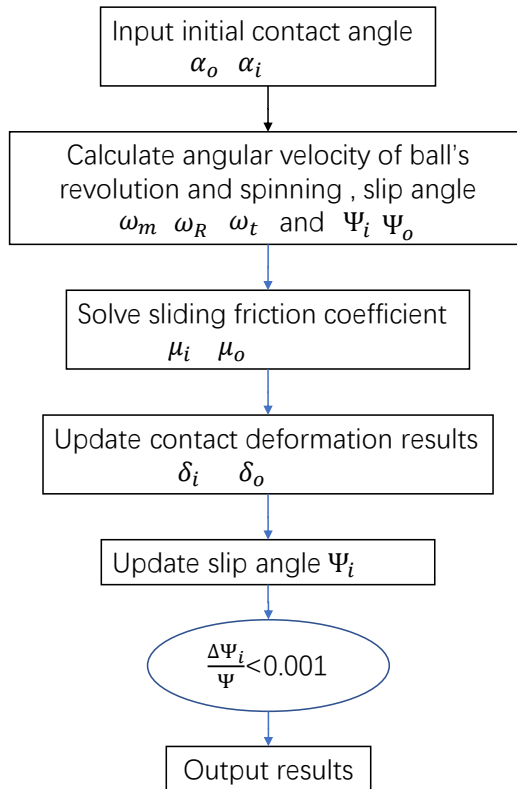 Input initial contact angle
α_o α_i
Calculate angular velocity of ball's
revolution and spinning , slip angle
ω_m ω_R ω_t and Ψ_i Ψ_o
Solve sliding friction coefficient
μ_i μ_o
Update contact deformation results
δ_i δ_o
Update slip angle Ψ_i
ΔΨ_i/Ψ<0.001
Output results